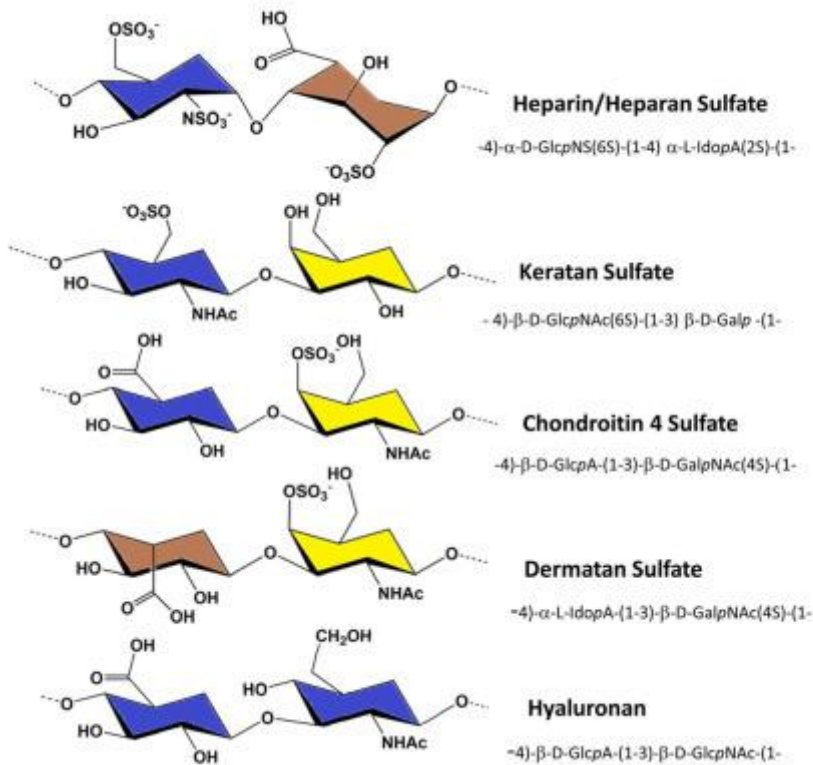 HO
OSO₃⁻
O
OH
O
O
Heparin/Heparan Sulfate
HO
NSO₃⁻
O
-4)-α-D-GlcpNS(6S)-(1-4) α-L-IdopA(2S)-(1-
⁻O₃SO
OH
⁻O₃SO
OH
O
O
O
Keratan Sulfate
HO
NHAc
OH
- 4)-β-D-GlcpNAc(6S)-(1-3) β-D-Galp -(1-
OH
OSO₃⁻
OH
O
O
O
O
Chondroitin 4 Sulfate
HO
OH
NHAc
-4)-β-D-GlcpA-(1-3)-β-D-GalpNAc(4S)-(1-
HO
OSO₃⁻
O
O
O
Dermatan Sulfate
HO
OH
NHAc
O
OH
-4)-α-L-IdopA-(1-3)-β-D-GalpNAc(4S)-(1-
OH
CH₂OH
O
O
HO
O
O
Hyaluronan
HO
OH
NHAc
-4)-β-D-GlcpA-(1-3)-β-D-GlcpNAc-(1-